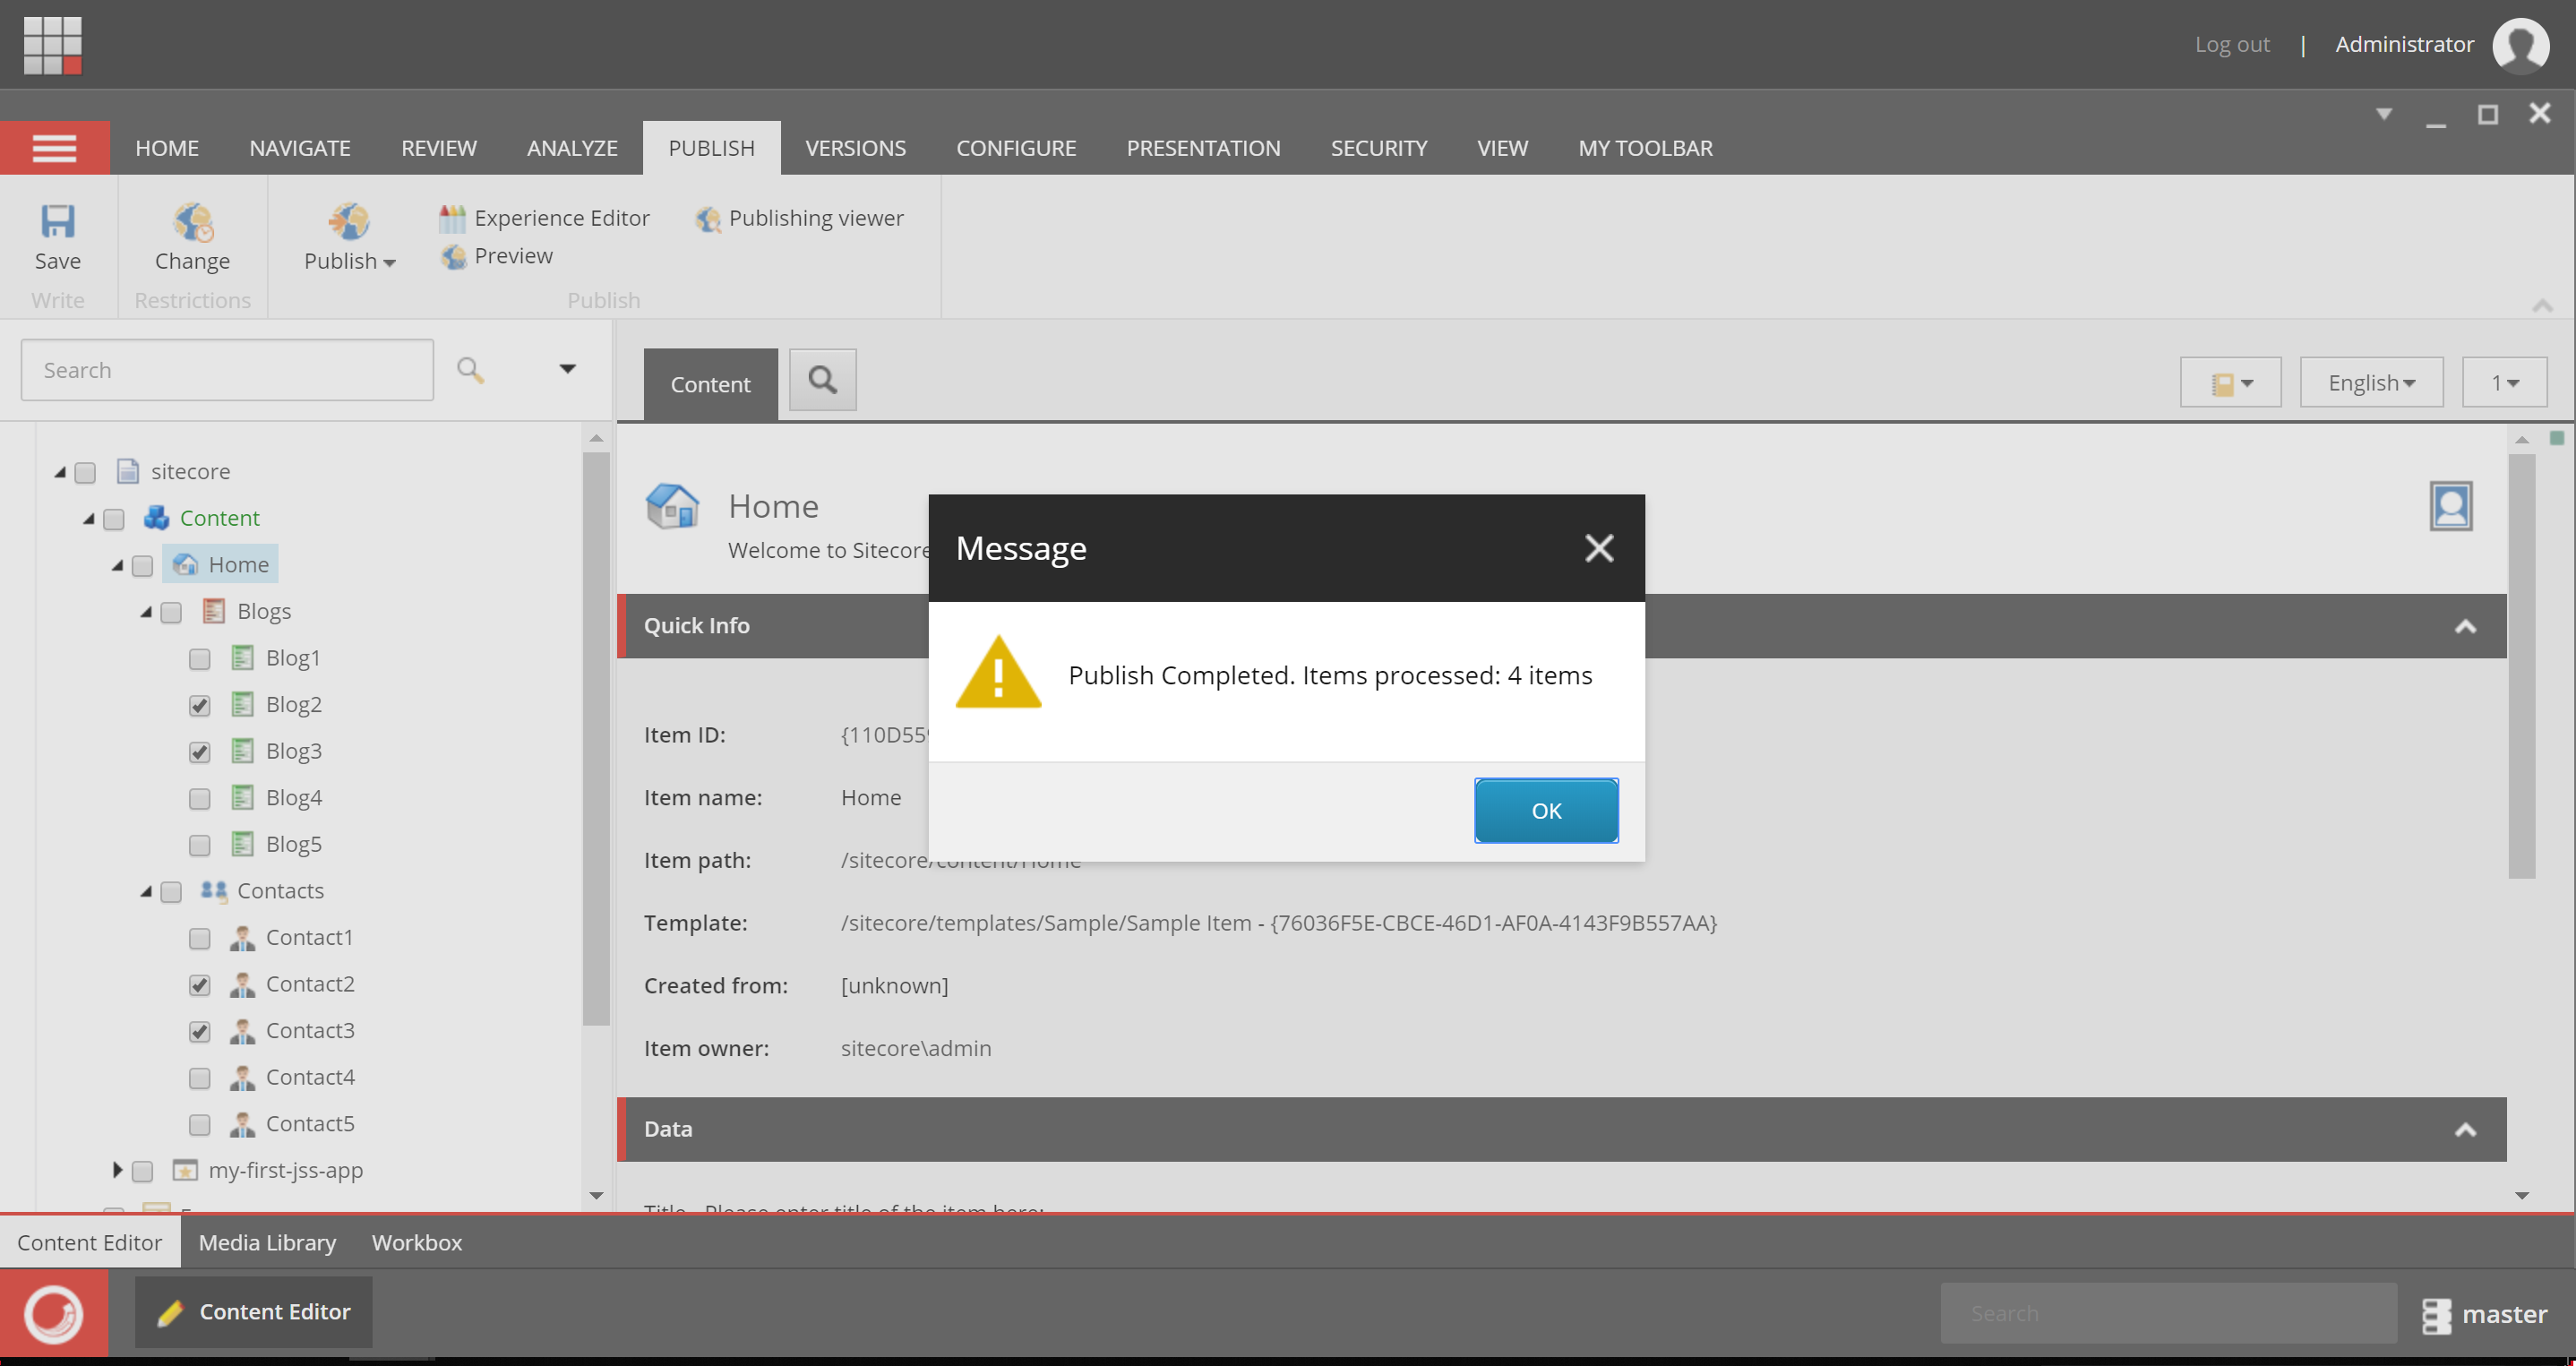 Log out | Administrator
HOME NAVIGATE REVIEW ANALYZE PUBLISH VERSIONS CONFIGURE PRESENTATION SECURITY VIEW MY TOOLBAR
Experience Editor Publishing viewer
Preview
Save Change Publish
Write Restrictions Publish
Search
Content English 1
sitecore
Content
Home
Blogs
Blog1
Blog2
Blog3
Blog4
Blog5
Contacts
Contact1
Contact2
Contact3
Contact4
Contact5
my-first-jss-app
Home
Welcome to Sitecore
Quick Info
Item ID: {110D559
Item name: Home
Item path: /sitecore/content/Home
Template: /sitecore/templates/Sample/Sample Item - {76036F5E-CBCE-46D1-AF0A-4143F9B557AA}
Created from: [unknown]
Item owner: sitecore\admin
Data
Title - Please enter title of the item here:
Message
Publish Completed. Items processed: 4 items
OK
Content Editor Media Library Workbox
Content Editor Search master